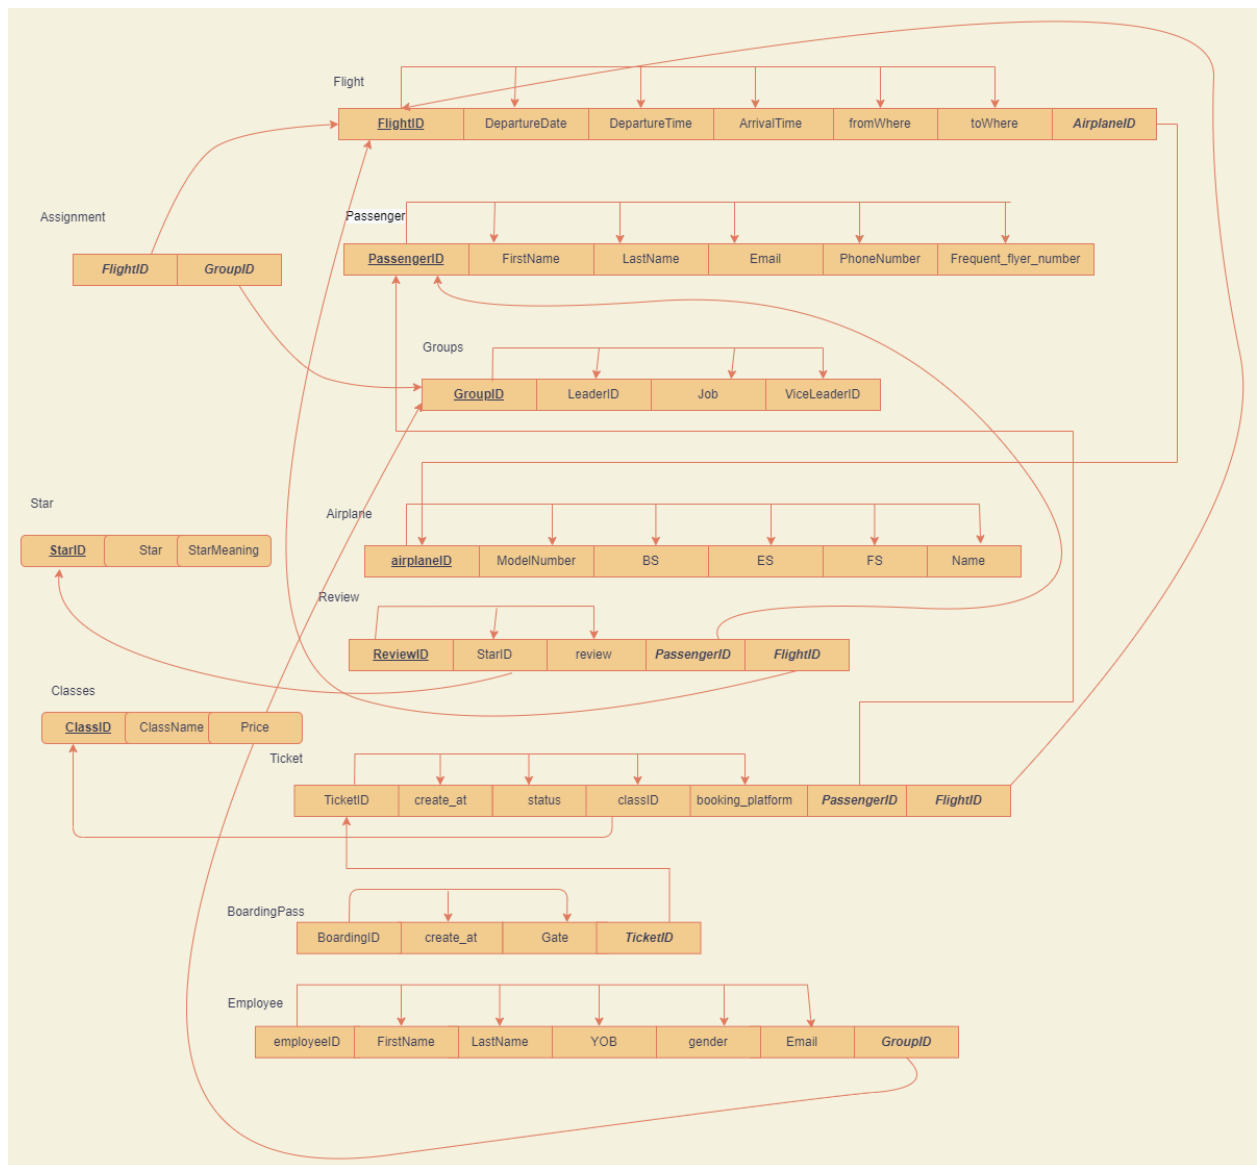 Flight
FlightID DepartureDate DepartureTime ArrivalTime fromWhere toWhere AirplaneID
Assignment
FlightID GroupID
Passenger
PassengerID FirstName LastName Email PhoneNumber Frequent_flyer_number
Groups
GroupID LeaderID Job ViceLeaderID
Star
StarID Star StarMeaning
Airplane
airplaneID ModelNumber BS ES FS Name
Review
ReviewID StarID review PassengerID FlightID
Classes
ClassID ClassName Price
Ticket
TicketID create_at status classID booking_platform PassengerID FlightID
BoardingPass
BoardingID create_at Gate TicketID
Employee
employeeID FirstName LastName YOB gender Email GroupID